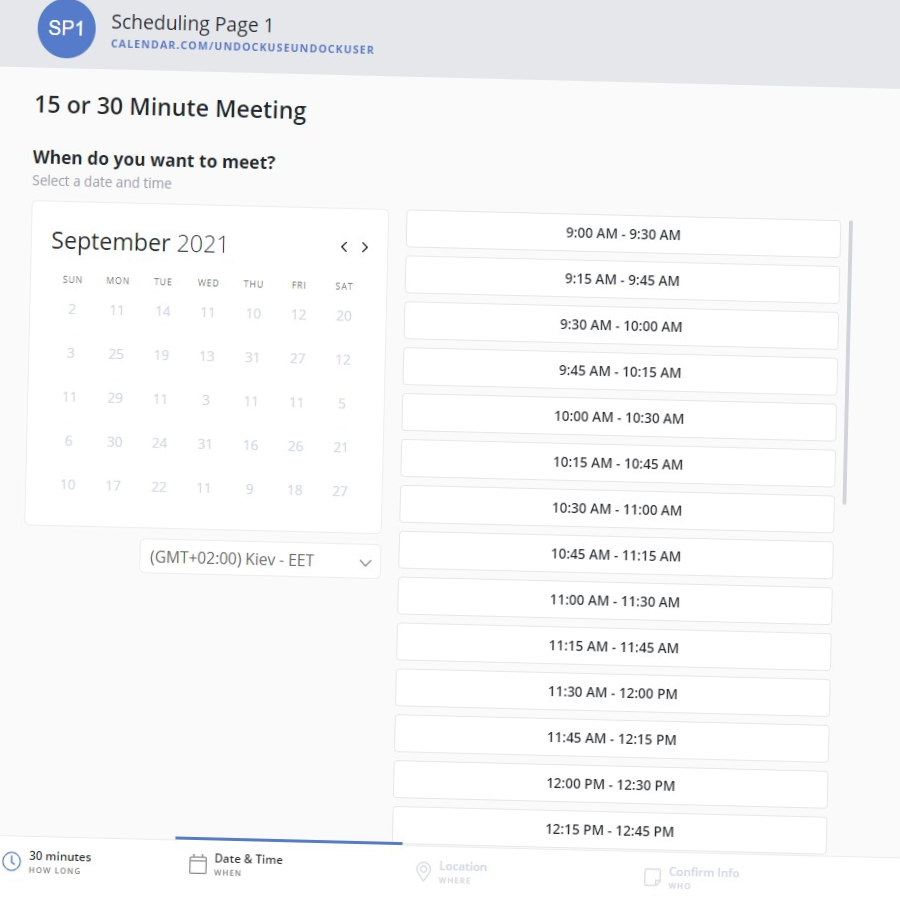 SP1
Scheduling Page 1
CALENDAR.COM/UNDOCKUSEUNDOCKUSER
15 or 30 Minute Meeting
When do you want to meet?
Select a date and time
September 2021
SUN MON TUE WED THU FRI SAT
2 11 14 11 10 12 20
3 25 19 13 31 27 12
11 29 11 3 11 11 5
6 30 24 31 16 26 21
10 17 22 11 9 18 27
(GMT+02:00) Kiev - EET
9:00 AM - 9:30 AM
9:15 AM - 9:45 AM
9:30 AM - 10:00 AM
9:45 AM - 10:15 AM
10:00 AM - 10:30 AM
10:15 AM - 10:45 AM
10:30 AM - 11:00 AM
10:45 AM - 11:15 AM
11:00 AM - 11:30 AM
11:15 AM - 11:45 AM
11:30 AM - 12:00 PM
11:45 AM - 12:15 PM
12:00 PM - 12:30 PM
12:15 PM - 12:45 PM
30 minutes
HOW LONG
Date & Time
WHEN
Location
WHERE
Confirm Info
WHO